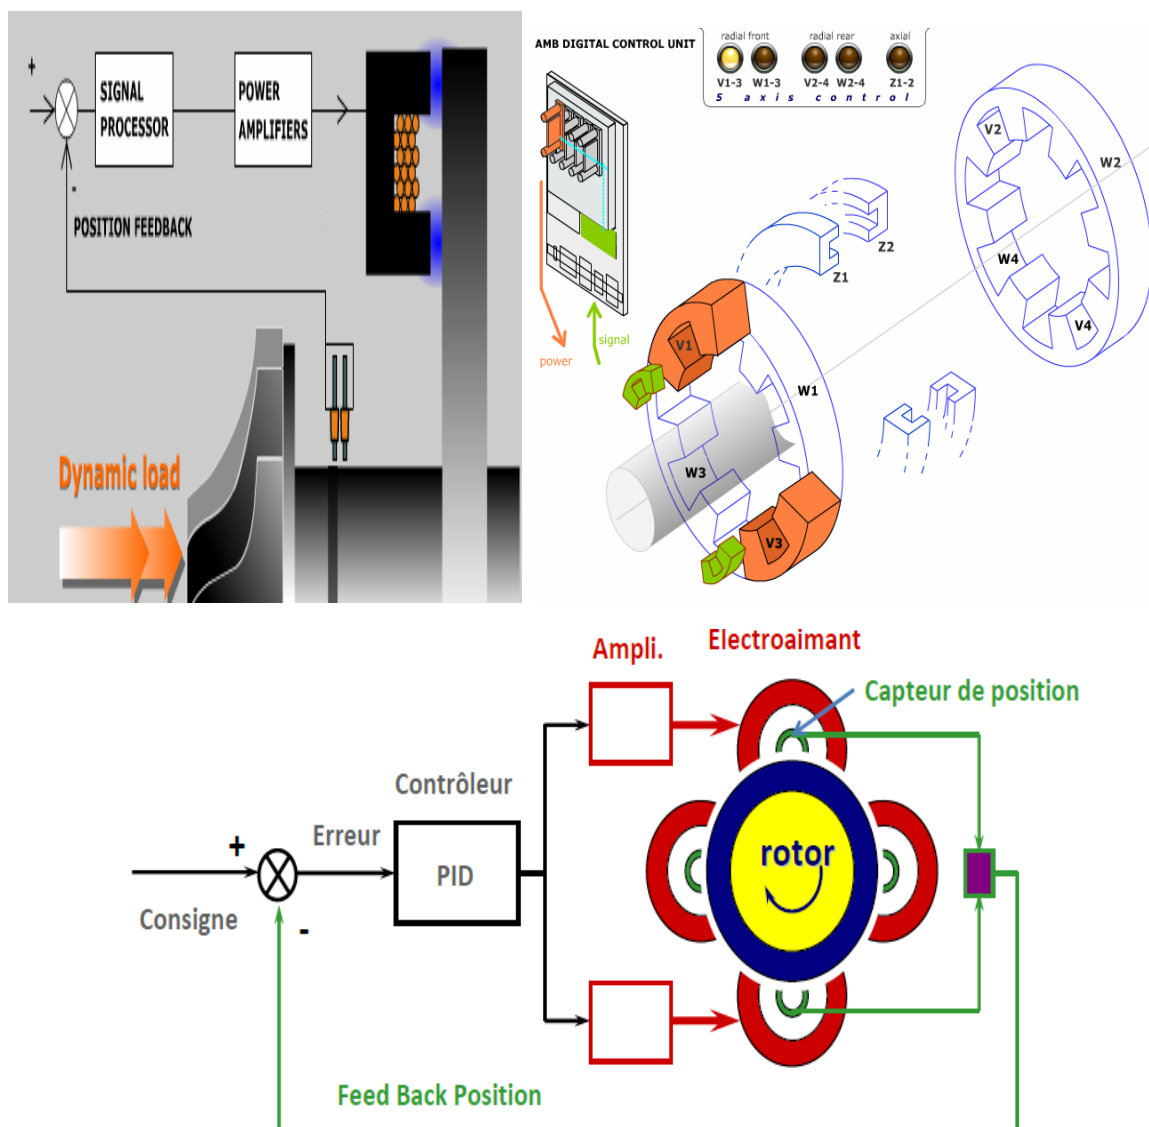 +
SIGNAL
PROCESSOR
POWER
AMPLIFIERS
-
POSITION FEEDBACK
Dynamic load
AMB DIGITAL CONTROL UNIT
radial front
radial rear
axial
V1-3
W1-3
V2-4
W2-4
Z1-2
5 axis control
V2
W2
W4
V4
Z2
Z1
signal
power
V1
W1
W3
V3
Ampli.
Electroaimant
Capteur de position
Contrôleur
Erreur
+
PID
rotor
Consigne
-
Feed Back Position